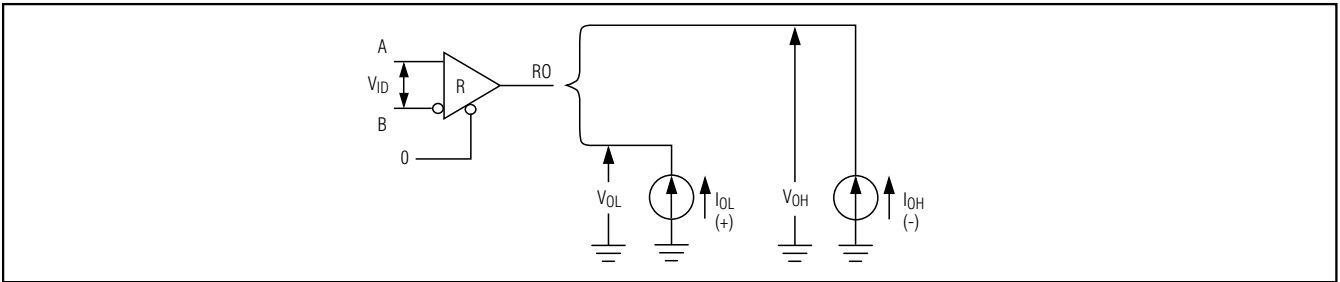 A
VID
R
RO
B
0
VOL
IOL
(+)
VOH
IOH
(-)